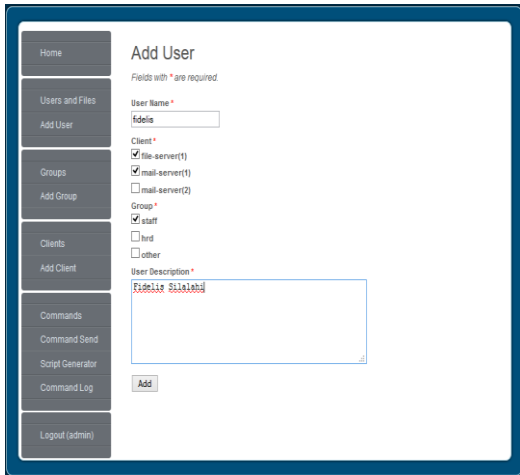 Home
Users and Files
Add User
Groups
Add Group
Clients
Add Client
Commands
Command Send
Script Generator
Command Log
Logout (admin)
Add User
Fields with * are required.
User Name *
fidelis
Client *
file-server(1)
mail-server(1)
mail-server(2)
Group *
staff
hrd
other
User Description *
Fidelis Silalahi
Add